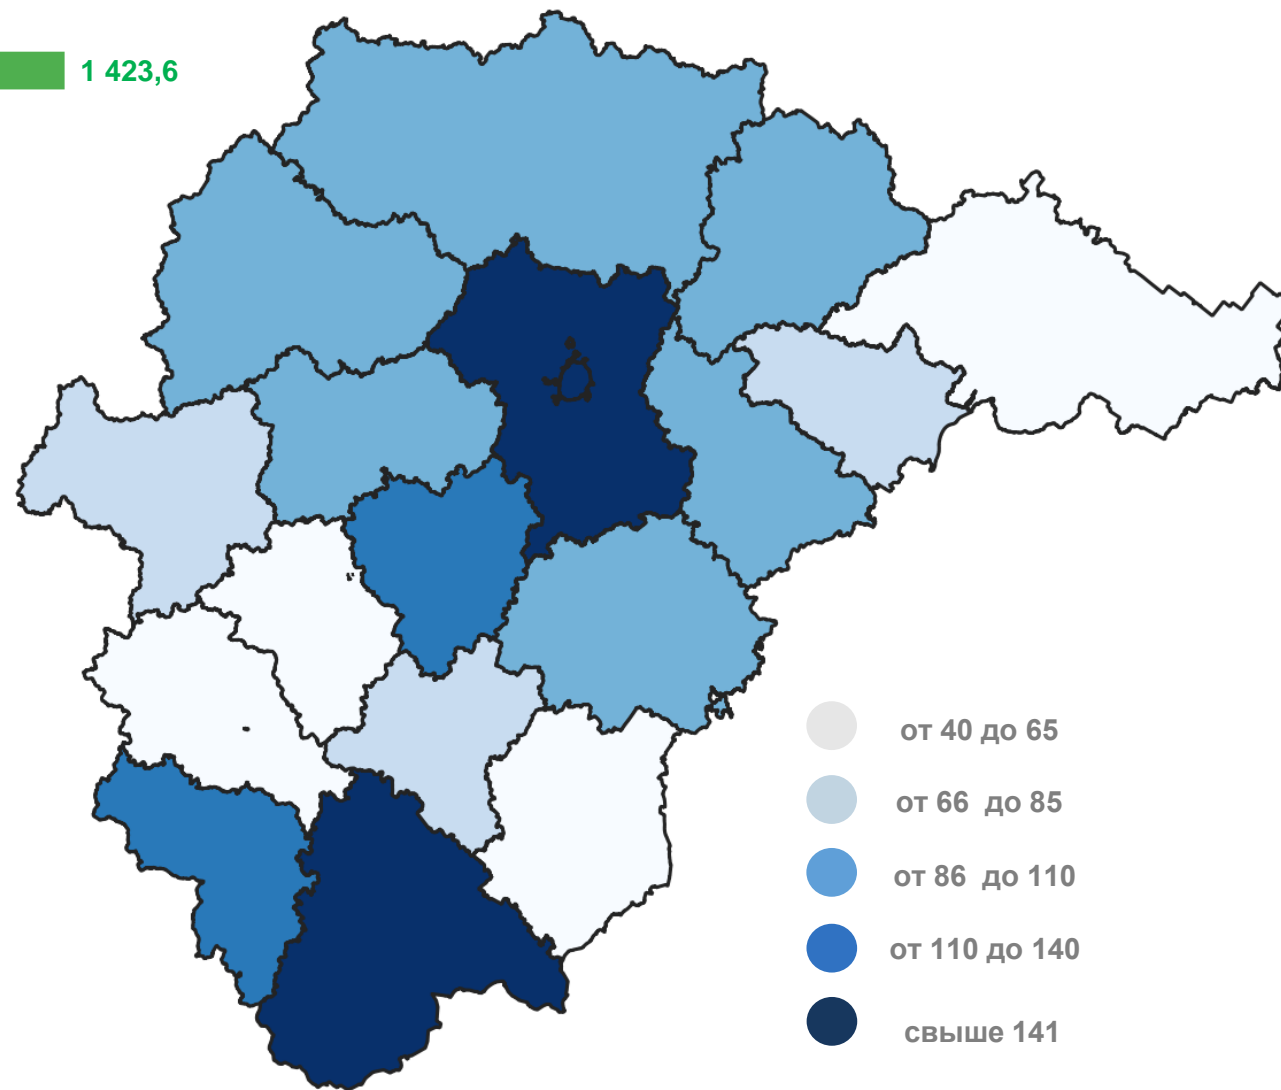 1 423,6
от 40 до 65
от 66 до 85
от 86 до 110
от 110 до 140
свыше 141